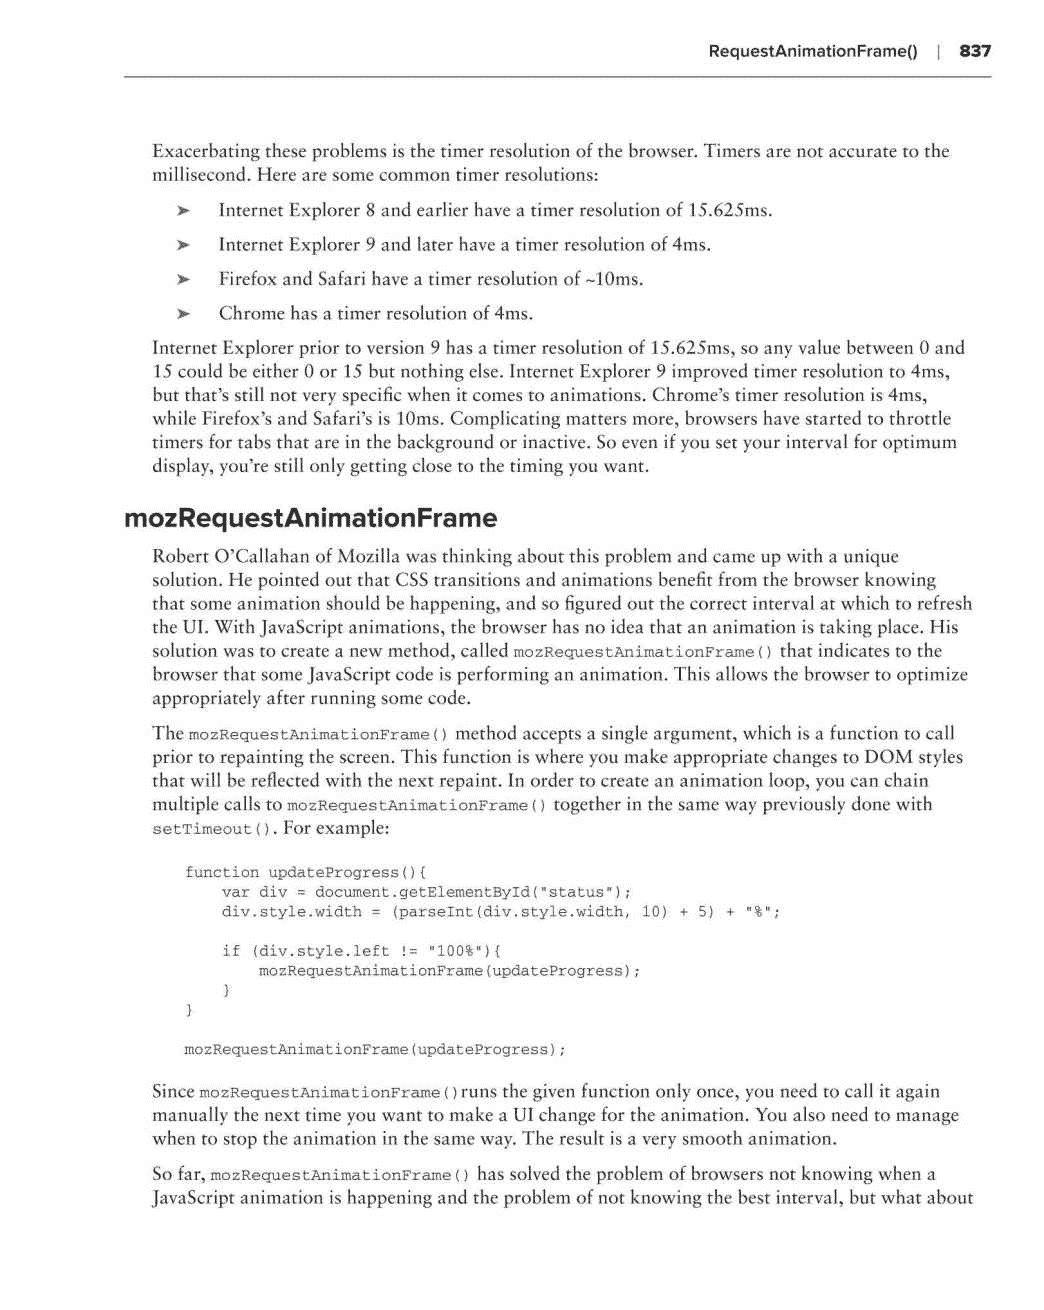 RequestAnimationFrame() | 837
Exacerbating these problems is the timer resolution of the browser. Timers are not accurate to the
millisecond. Here are some common timer resolutions:
➤ Internet Explorer 8 and earlier have a timer resolution of 15.625ms.
➤ Internet Explorer 9 and later have a timer resolution of 4ms.
➤ Firefox and Safari have a timer resolution of ~10ms.
➤ Chrome has a timer resolution of 4ms.
Internet Explorer prior to version 9 has a timer resolution of 15.625ms, so any value between 0 and
15 could be either 0 or 15 but nothing else. Internet Explorer 9 improved timer resolution to 4ms,
but that’s still not very specific when it comes to animations. Chrome’s timer resolution is 4ms,
while Firefox’s and Safari’s is 10ms. Complicating matters more, browsers have started to throttle
timers for tabs that are in the background or inactive. So even if you set your interval for optimum
display, you’re still only getting close to the timing you want.
mozRequestAnimationFrame
Robert O’Callahan of Mozilla was thinking about this problem and came up with a unique
solution. He pointed out that CSS transitions and animations benefit from the browser knowing
that some animation should be happening, and so figured out the correct interval at which to refresh
the UI. With JavaScript animations, the browser has no idea that an animation is taking place. His
solution was to create a new method, called mozRequestAnimationFrame() that indicates to the
browser that some JavaScript code is performing an animation. This allows the browser to optimize
appropriately after running some code.
The mozRequestAnimationFrame() method accepts a single argument, which is a function to call
prior to repainting the screen. This function is where you make appropriate changes to DOM styles
that will be reflected with the next repaint. In order to create an animation loop, you can chain
multiple calls to mozRequestAnimationFrame() together in the same way previously done with
setTimeout(). For example:
function updateProgress(){
    var div = document.getElementById("status");
    div.style.width = (parseInt(div.style.width, 10) + 5) + "%";
    if (div.style.left != "100%"){
        mozRequestAnimationFrame(updateProgress);
    }
}
mozRequestAnimationFrame(updateProgress);
Since mozRequestAnimationFrame()runs the given function only once, you need to call it again
manually the next time you want to make a UI change for the animation. You also need to manage
when to stop the animation in the same way. The result is a very smooth animation.
So far, mozRequestAnimationFrame() has solved the problem of browsers not knowing when a
JavaScript animation is happening and the problem of not knowing the best interval, but what about